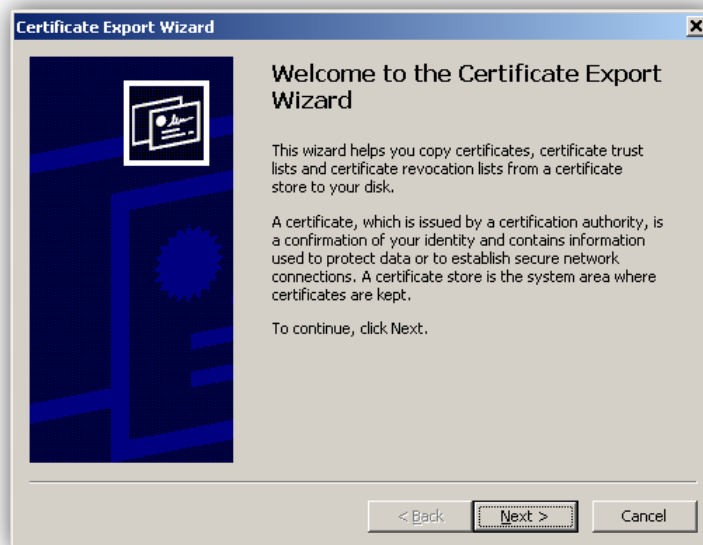 Certificate Export Wizard
Welcome to the Certificate Export
Wizard
This wizard helps you copy certificates, certificate trust
lists and certificate revocation lists from a certificate
store to your disk.
A certificate, which is issued by a certification authority, is
a confirmation of your identity and contains information
used to protect data or to establish secure network
connections. A certificate store is the system area where
certificates are kept.
To continue, click Next.
< Back Next > Cancel